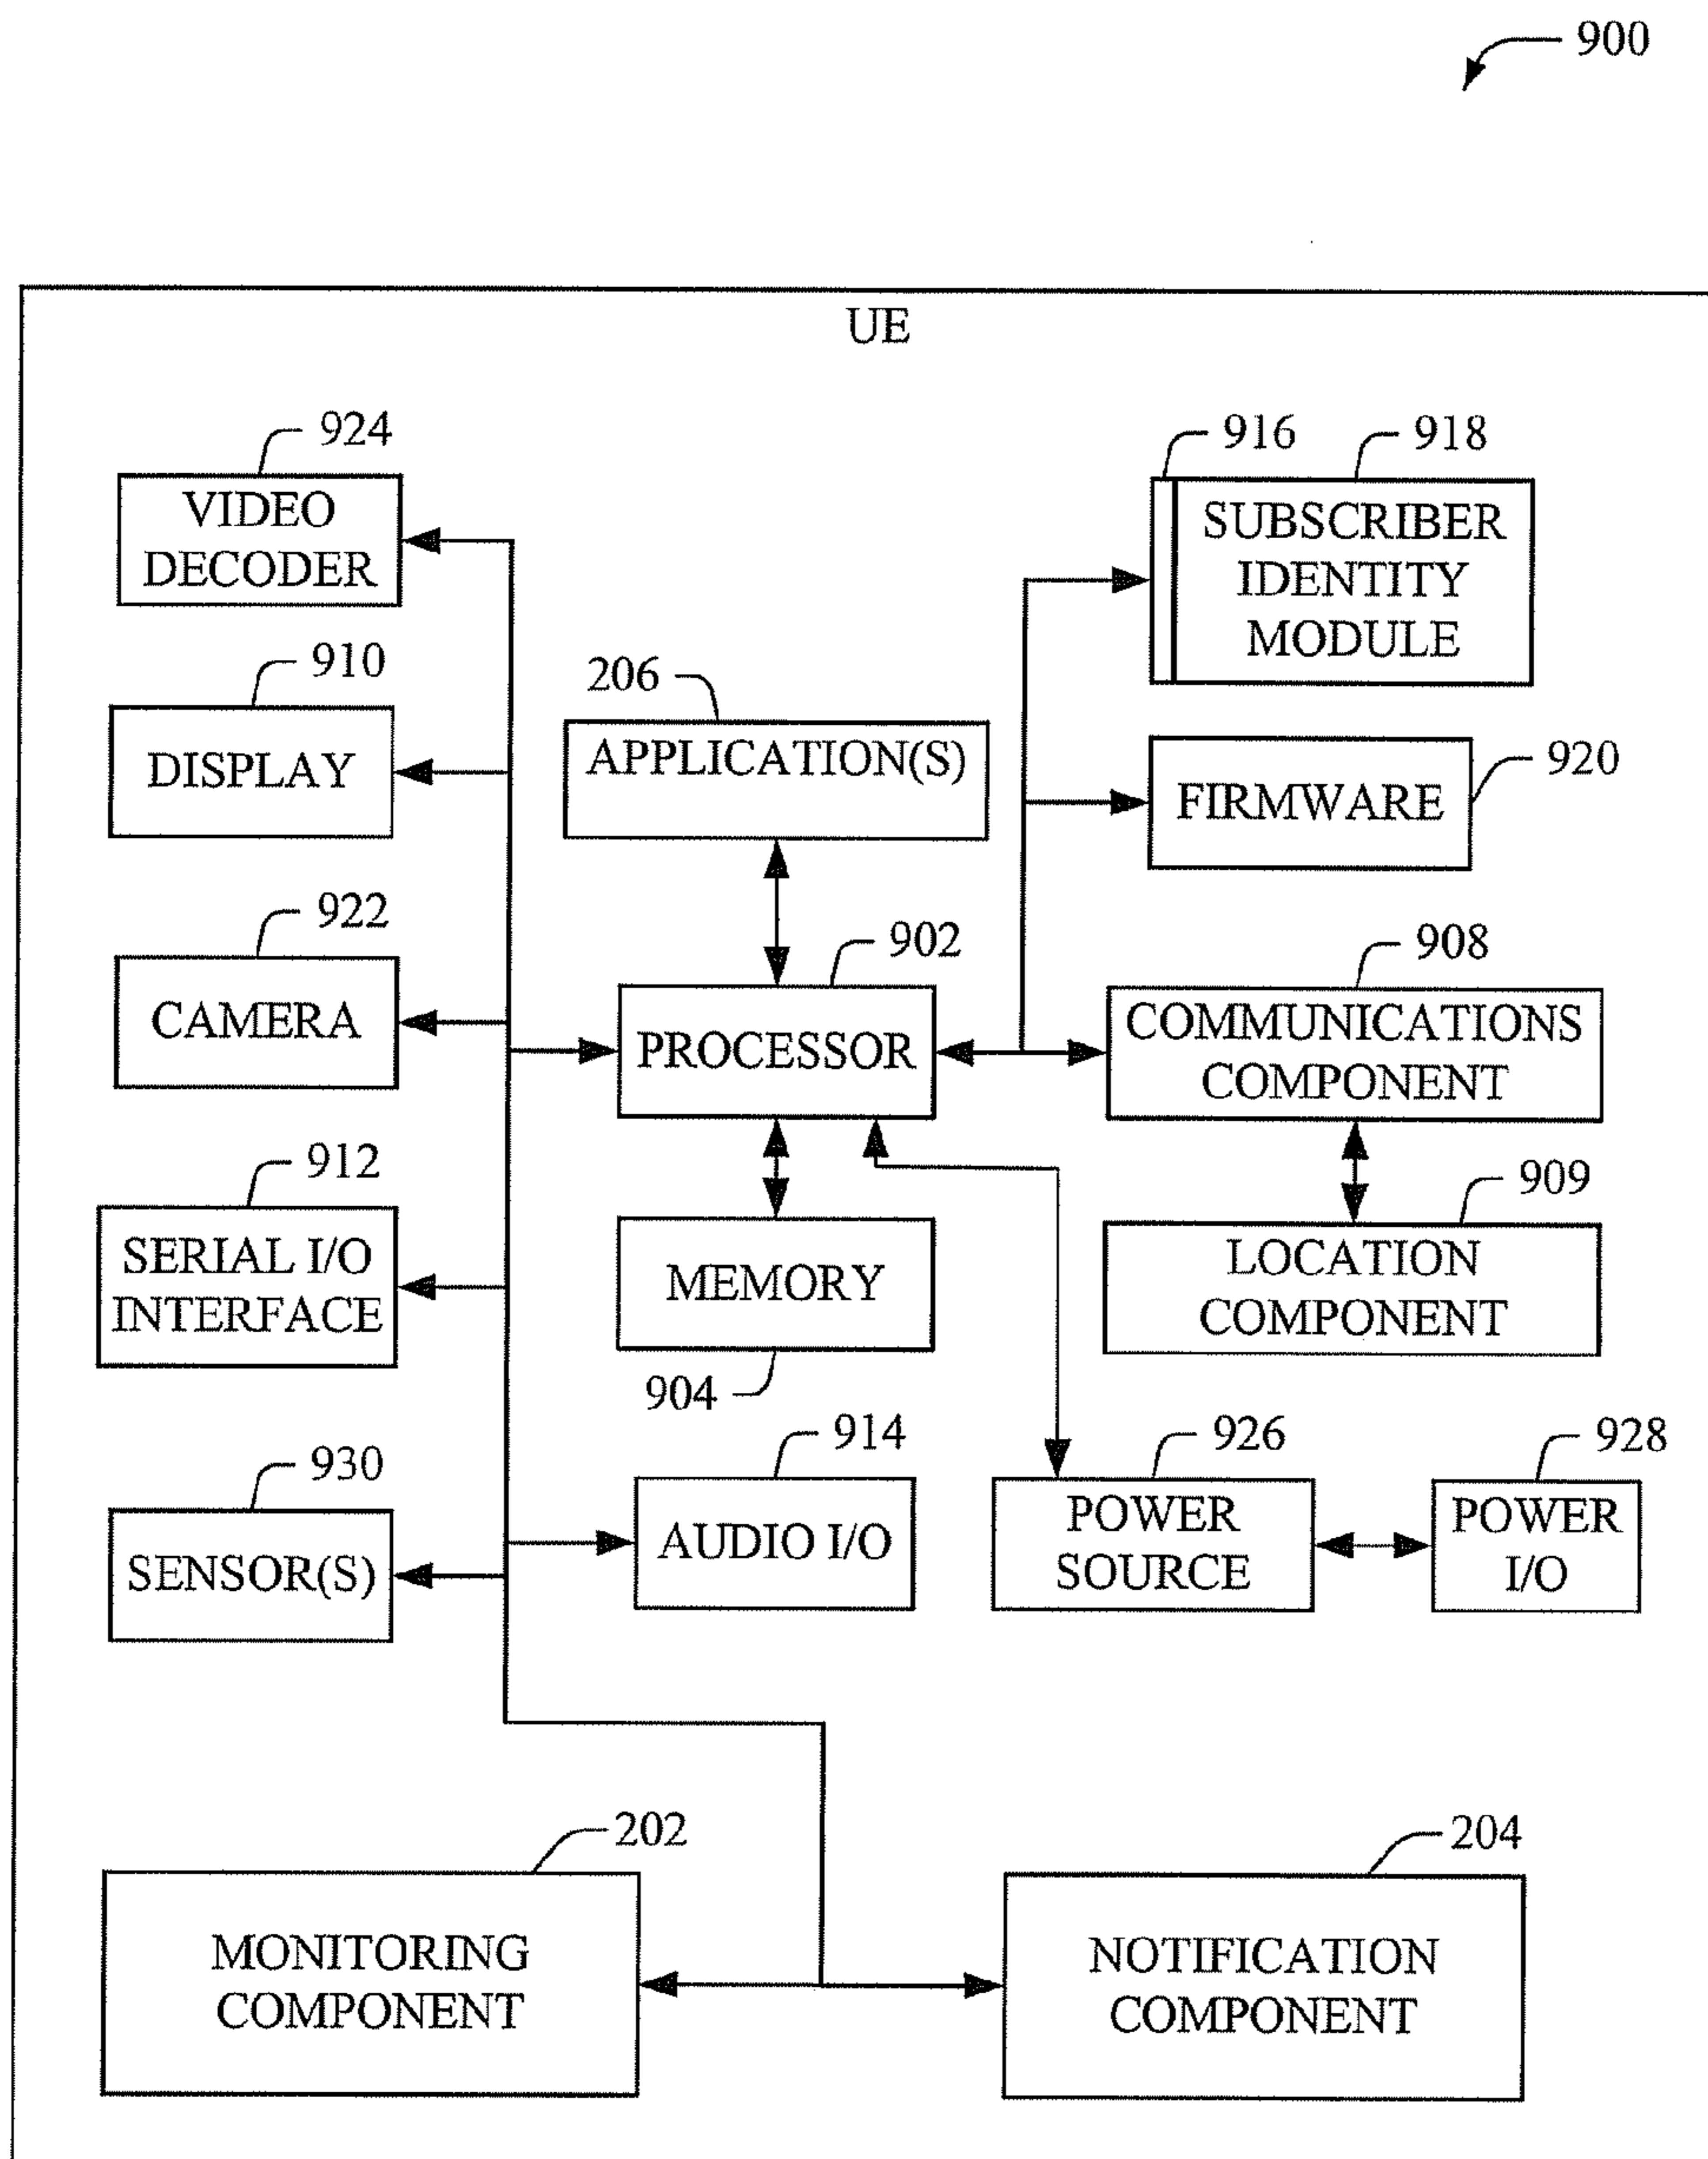 900
UE
924
VIDEO
DECODER
916
918
SUBSCRIBER
IDENTITY
MODULE
910
DISPLAY
206
APPLICATION(S)
920
FIRMWARE
922
CAMERA
902
PROCESSOR
908
COMMUNICATIONS
COMPONENT
912
SERIAL I/O
INTERFACE
MEMORY
904
909
LOCATION
COMPONENT
930
SENSOR(S)
914
AUDIO I/O
926
POWER
SOURCE
928
POWER
I/O
202
MONITORING
COMPONENT
204
NOTIFICATION
COMPONENT